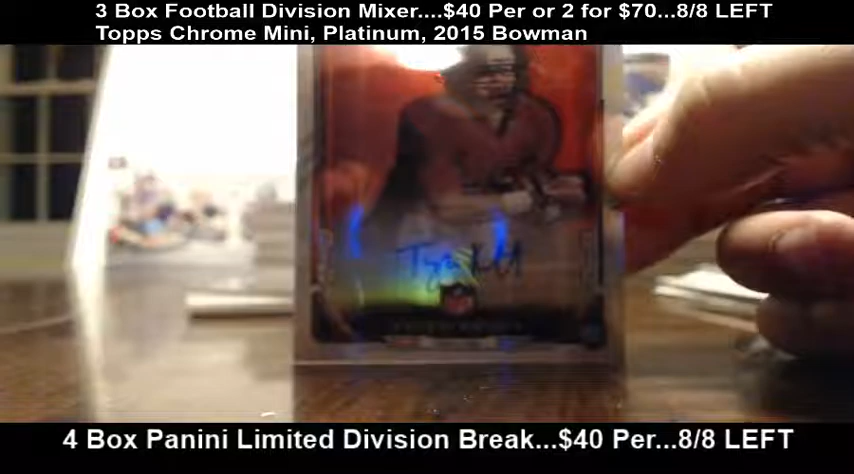 3 Box Football Division Mixer....$40 Per or 2 for $70...8/8 LEFT
Topps Chrome Mini, Platinum, 2015 Bowman
4 Box Panini Limited Division Break...$40 Per...8/8 LEFT